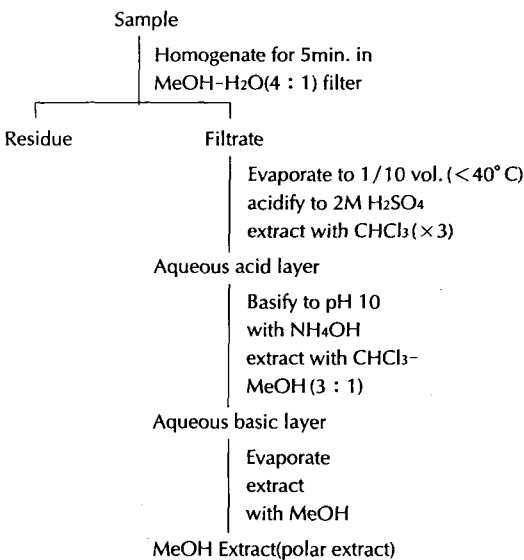 Sample
Homogenate for 5min. in
MeOH-H2O(4 : 1) filter
Residue
Filtrate
Evaporate to 1/10 vol. (<40°C)
acidify to 2M H2SO4
extract with CHCl3(×3)
Aqueous acid layer
Basify to pH 10
with NH4OH
extract with CHCl3-
MeOH(3 : 1)
Aqueous basic layer
Evaporate
extract
with MeOH
MeOH Extract(polar extract)